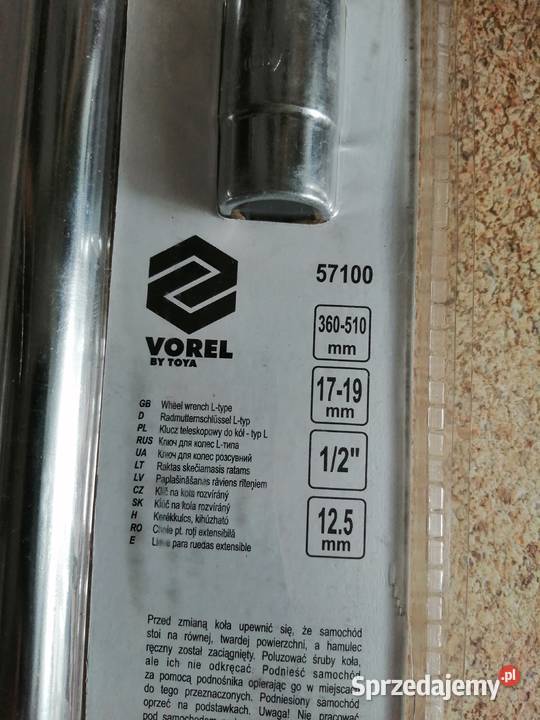 57100
VOREL
BY TOYA
360-510
mm
17-19
mm
1/2"
12.5
mm
GB Wheel wrench L-type
D Radmutternschlüssel L-typ
PL Klucz teleskopowy do kół - typ L
RUS Ключ для колес L-типа
UA Ключ для колес розсувний
LT Raktas skečiamasis ratams
LV Paplašināšanas rāviens riteņiem
CZ Klíč na kola rozvírány
SK Kľúč na kola rozvírány
H Kerékkulcs, kihúzható
RO Cheie pt. roţi extensibilă
E para ruedas extensible
Przed zmianą koła upewnić się, że samochód
stoi na równej, twardej powierzchni, a hamulec
ręczny został zaciągnięty. Poluzować śruby koła,
ale ich nie odkręcać. Podnieść samochód
za pomocą podnośnika opierając go w miejscach
do tego przeznaczonych. Podniesiony samochód
oprzeć na podstawkach. Uwaga! Nie pracować
pod samochodem
Sprzedajemy.pl